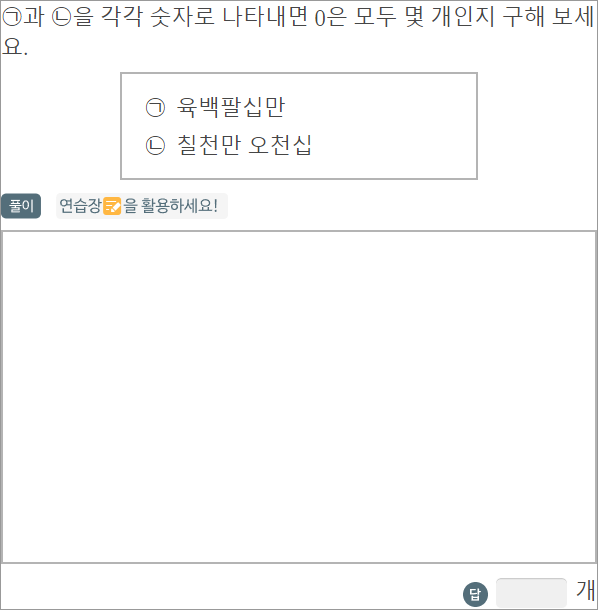 ㉠과 ㉡을 각각 숫자로 나타내면 0은 모두 몇 개인지 구해 보세
요.
㉠ 육백팔십만
㉡ 칠천만 오천십
풀이 연습장을 활용하세요!
답 개